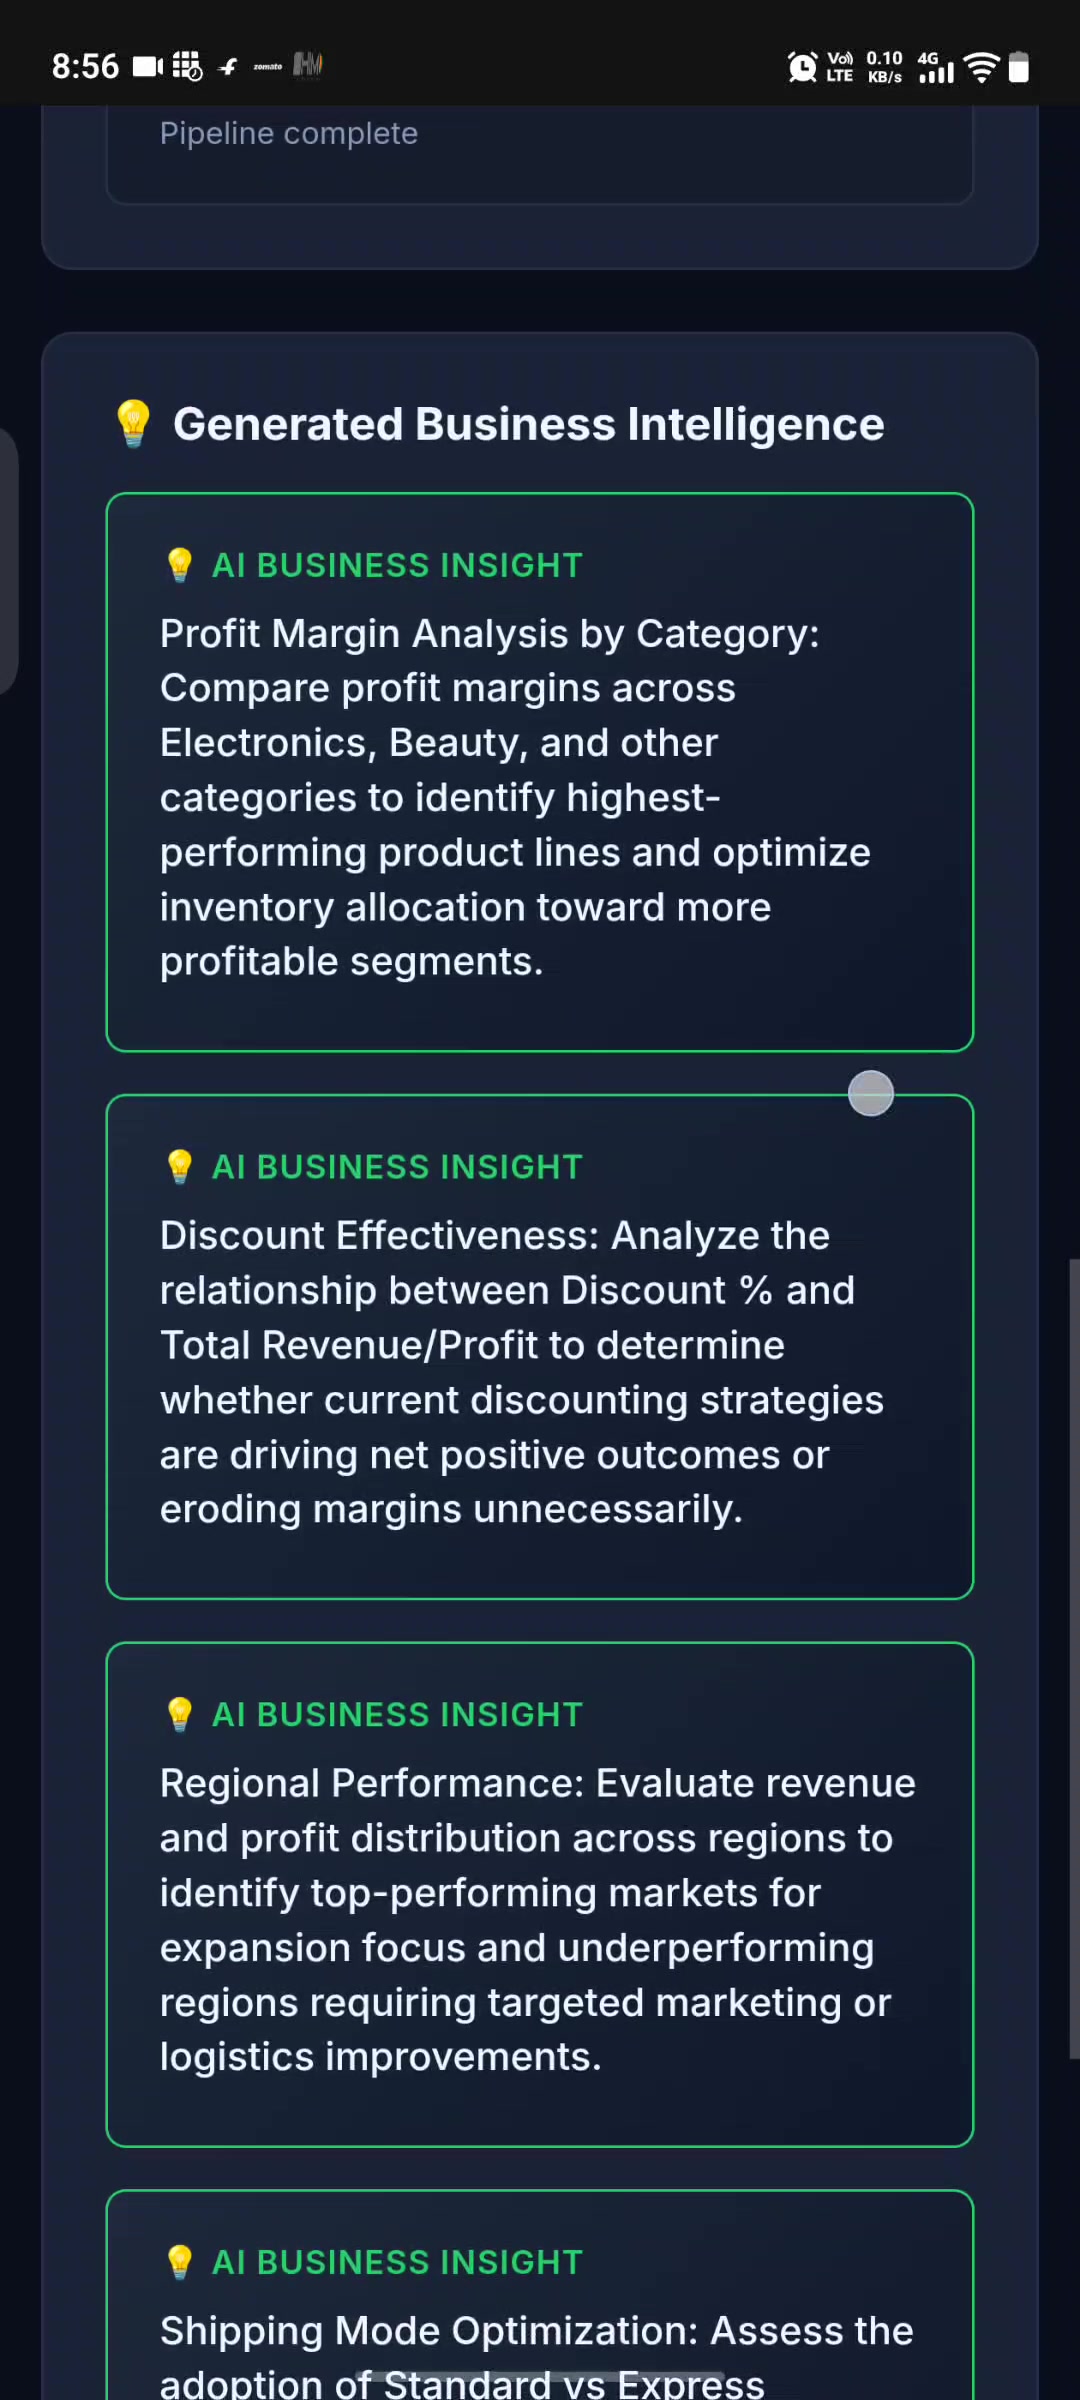 8:56 zomato HM Vo)) LTE 0.10 KB/s 4G
Pipeline complete
💡 Generated Business Intelligence
💡 AI BUSINESS INSIGHT
Profit Margin Analysis by Category:
Compare profit margins across
Electronics, Beauty, and other
categories to identify highest-
performing product lines and optimize
inventory allocation toward more
profitable segments.
💡 AI BUSINESS INSIGHT
Discount Effectiveness: Analyze the
relationship between Discount % and
Total Revenue/Profit to determine
whether current discounting strategies
are driving net positive outcomes or
eroding margins unnecessarily.
💡 AI BUSINESS INSIGHT
Regional Performance: Evaluate revenue
and profit distribution across regions to
identify top-performing markets for
expansion focus and underperforming
regions requiring targeted marketing or
logistics improvements.
💡 AI BUSINESS INSIGHT
Shipping Mode Optimization: Assess the
adoption of Standard vs Express